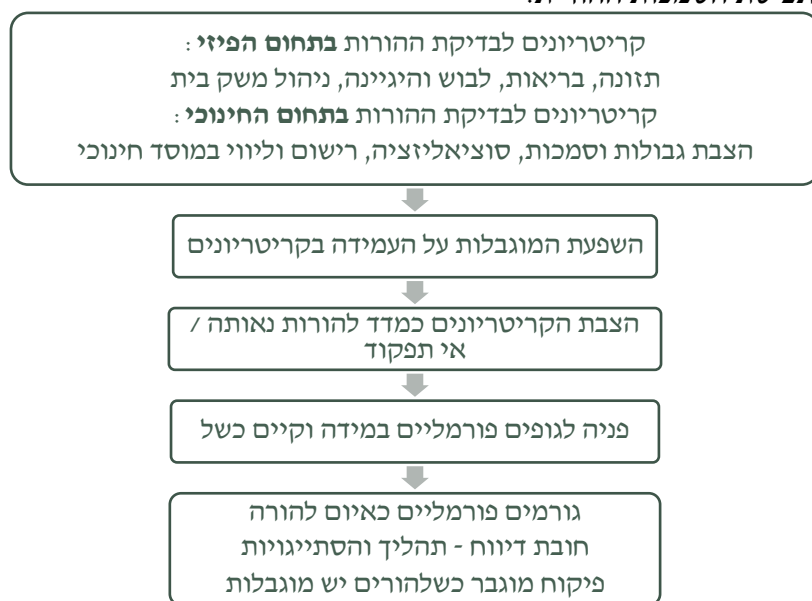 קריטריונים לבדיקת ההורות בתחום הפיזי:
תזונה, בריאות, לבוש והיגיינה, ניהול משק בית
קריטריונים לבדיקת ההורות בתחום החינוכי:
הצבת גבולות וסמכות, סוציאליזציה, רישום וליווי במוסד חינוכי
השפעת המוגבלות על העמידה בקריטריונים
הצבת הקריטריונים כמדד להורות נאותה /
אי תפקוד
פניה לגופים פורמליים במידה וקיים כשל
גורמים פורמליים כאיום להורה
חובת דיווח - תהליך והסתייגויות
פיקוח מוגבר כשלהורים יש מוגבלות